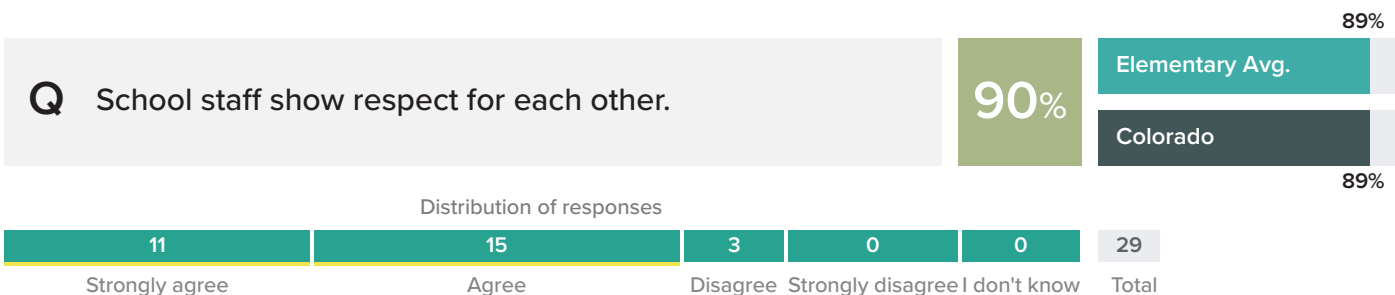 89%
Q School staff show respect for each other.
90%
Elementary Avg.
Colorado
89%
Distribution of responses
11 15 3 0 0 29
Strongly agree Agree Disagree Strongly disagree I don't know Total